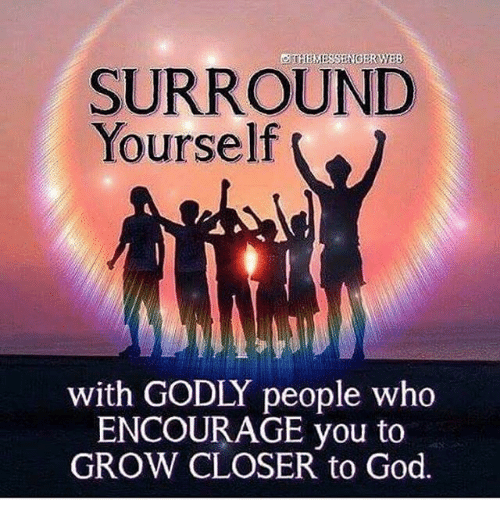 @THEMESSENGERWEB
SURROUND
Yourself
with GODLY people who
ENCOURAGE you to
GROW CLOSER to God.